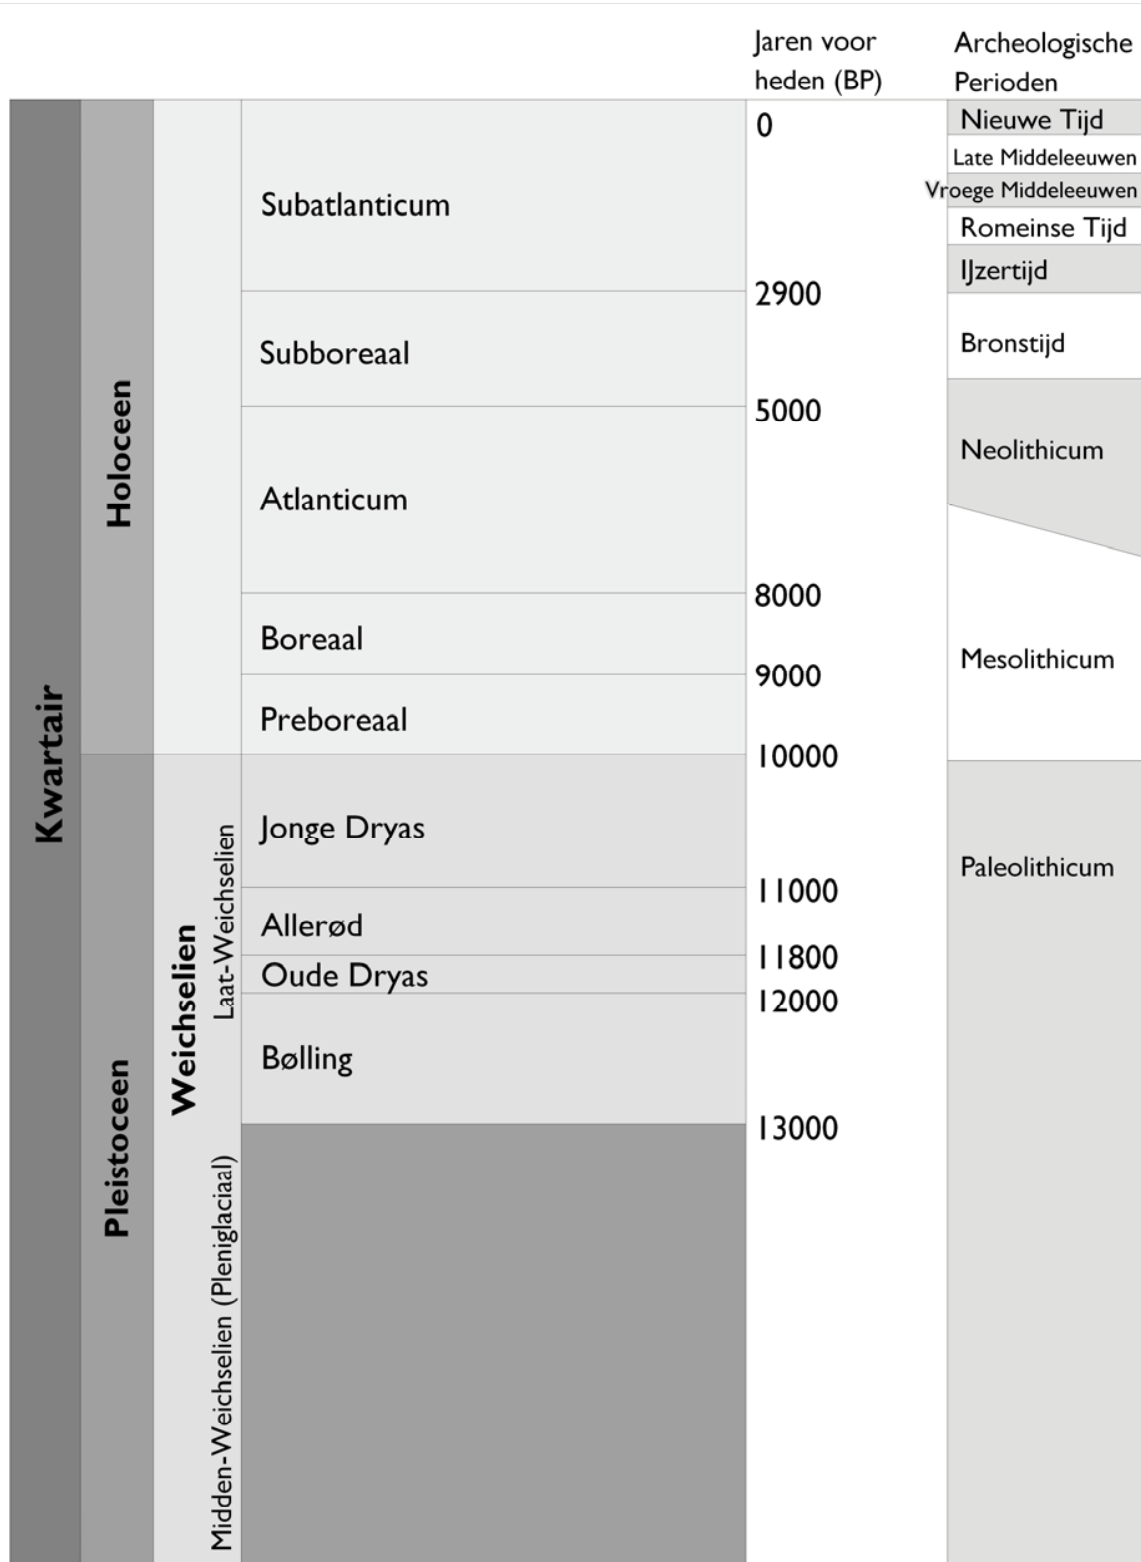 Jaren voor
heden (BP)
Archeologische
Perioden
Kwartair
Holoceen
Pleistoceen
Weichselien
Laat-Weichselien
Midden-Weichselien (Pleniglaciaal)
Subatlanticum
Subboreaal
Atlanticum
Boreaal
Preboreaal
Jonge Dryas
Allerød
Oude Dryas
Bølling
0
2900
5000
8000
9000
10000
11000
11800
12000
13000
Nieuwe Tijd
Late Middeleeuwen
Vroege Middeleeuwen
Romeinse Tijd
IJzertijd
Bronstijd
Neolithicum
Mesolithicum
Paleolithicum